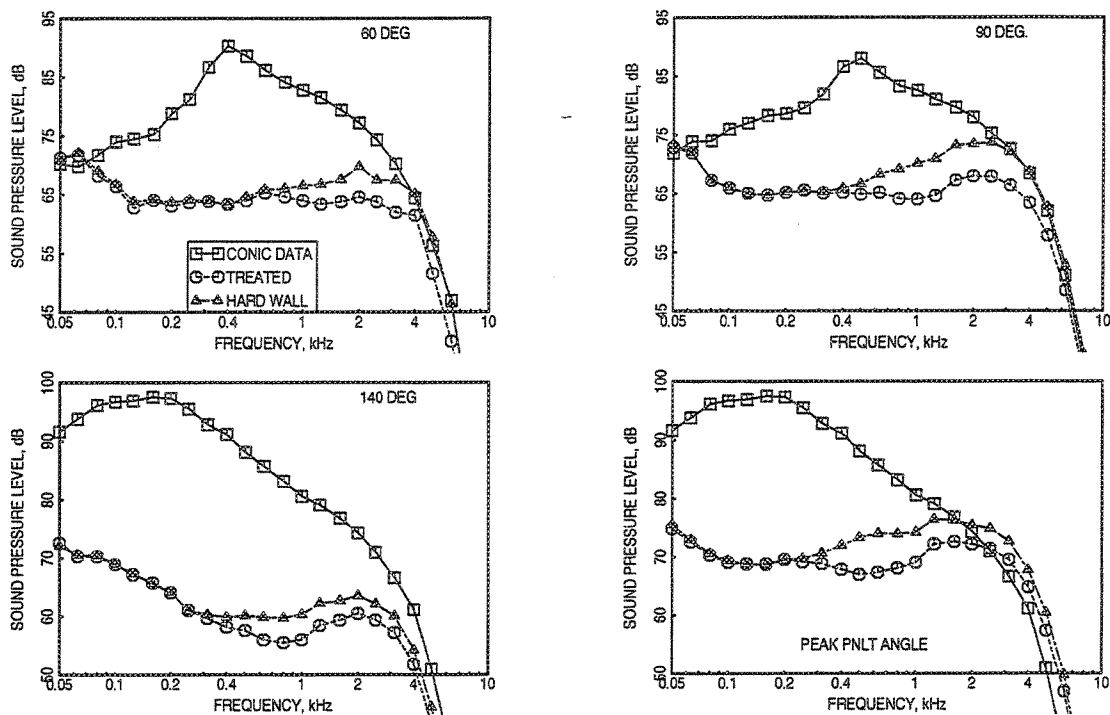 95
85
75
65
55
45
SOUND PRESSURE LEVEL, dB
60 DEG
CONIC DATA
TREATED
HARD WALL
0.05 0.1 0.2 0.4 1 2 4 10
FREQUENCY, kHz
95
85
75
65
55
45
SOUND PRESSURE LEVEL, dB
90 DEG.
0.05 0.1 0.2 0.4 1 2 4 10
FREQUENCY, kHz
100
90
80
70
60
50
SOUND PRESSURE LEVEL, dB
140 DEG
0.05 0.1 0.2 0.4 1 2 4 10
FREQUENCY, kHz
100
90
80
70
60
50
SOUND PRESSURE LEVEL, dB
PEAK PNLT ANGLE
0.05 0.1 0.2 0.4 1 2 4 10
FREQUENCY, kHz